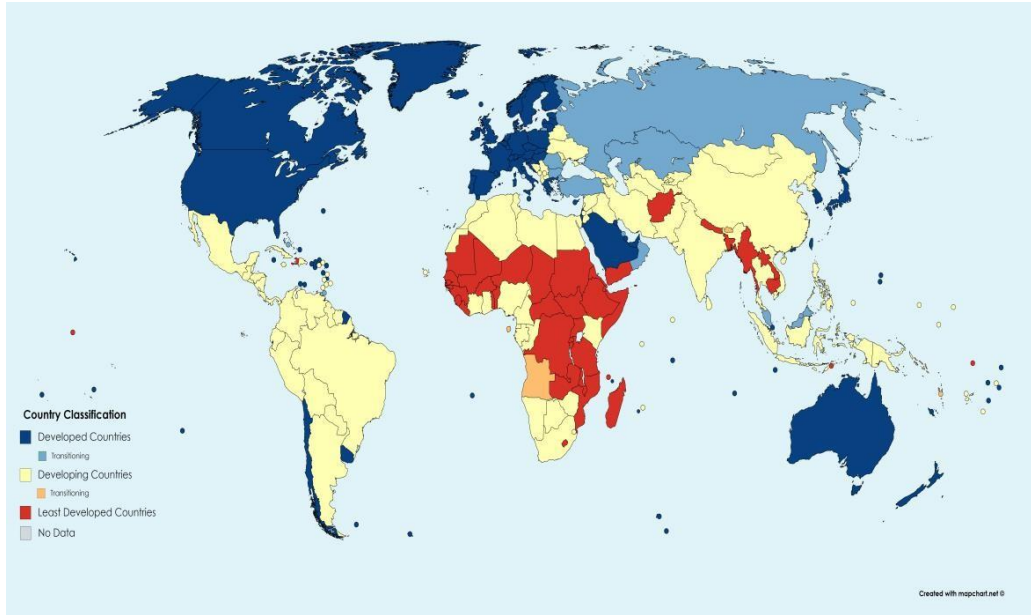 Country Classification
Developed Countries
Transitioning
Developing Countries
Transitioning
Least Developed Countries
No Data
Created with mapchart.net ©